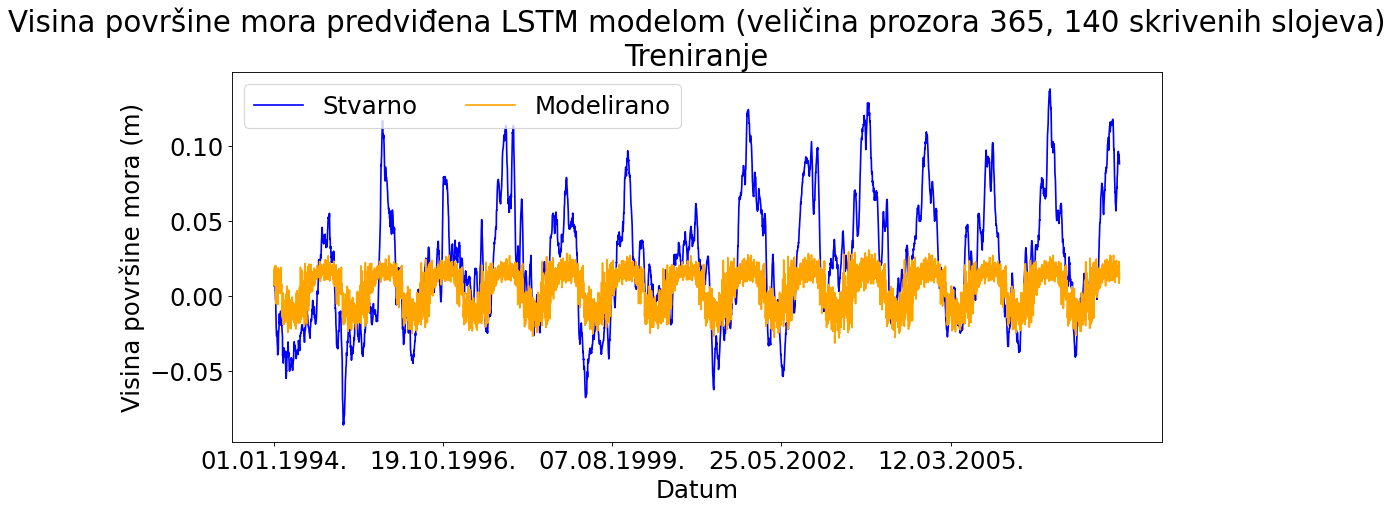 Visina površine mora predviđena LSTM modelom (veličina prozora 365, 140 skrivenih slojeva)
Treniranje
Stvarno Modelirano
Visina površine mora (m)
0.10
0.05
0.00
−0.05
01.01.1994. 19.10.1996. 07.08.1999. 25.05.2002. 12.03.2005.
Datum